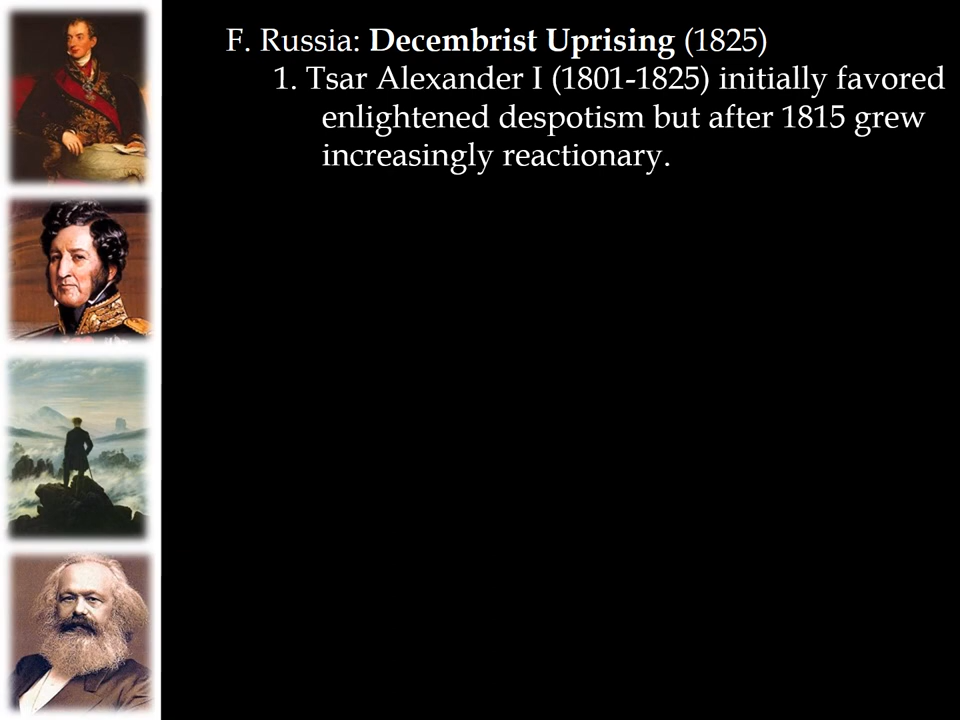 F. Russia: Decembrist Uprising (1825)
1. Tsar Alexander I (1801-1825) initially favored
enlightened despotism but after 1815 grew
increasingly reactionary.